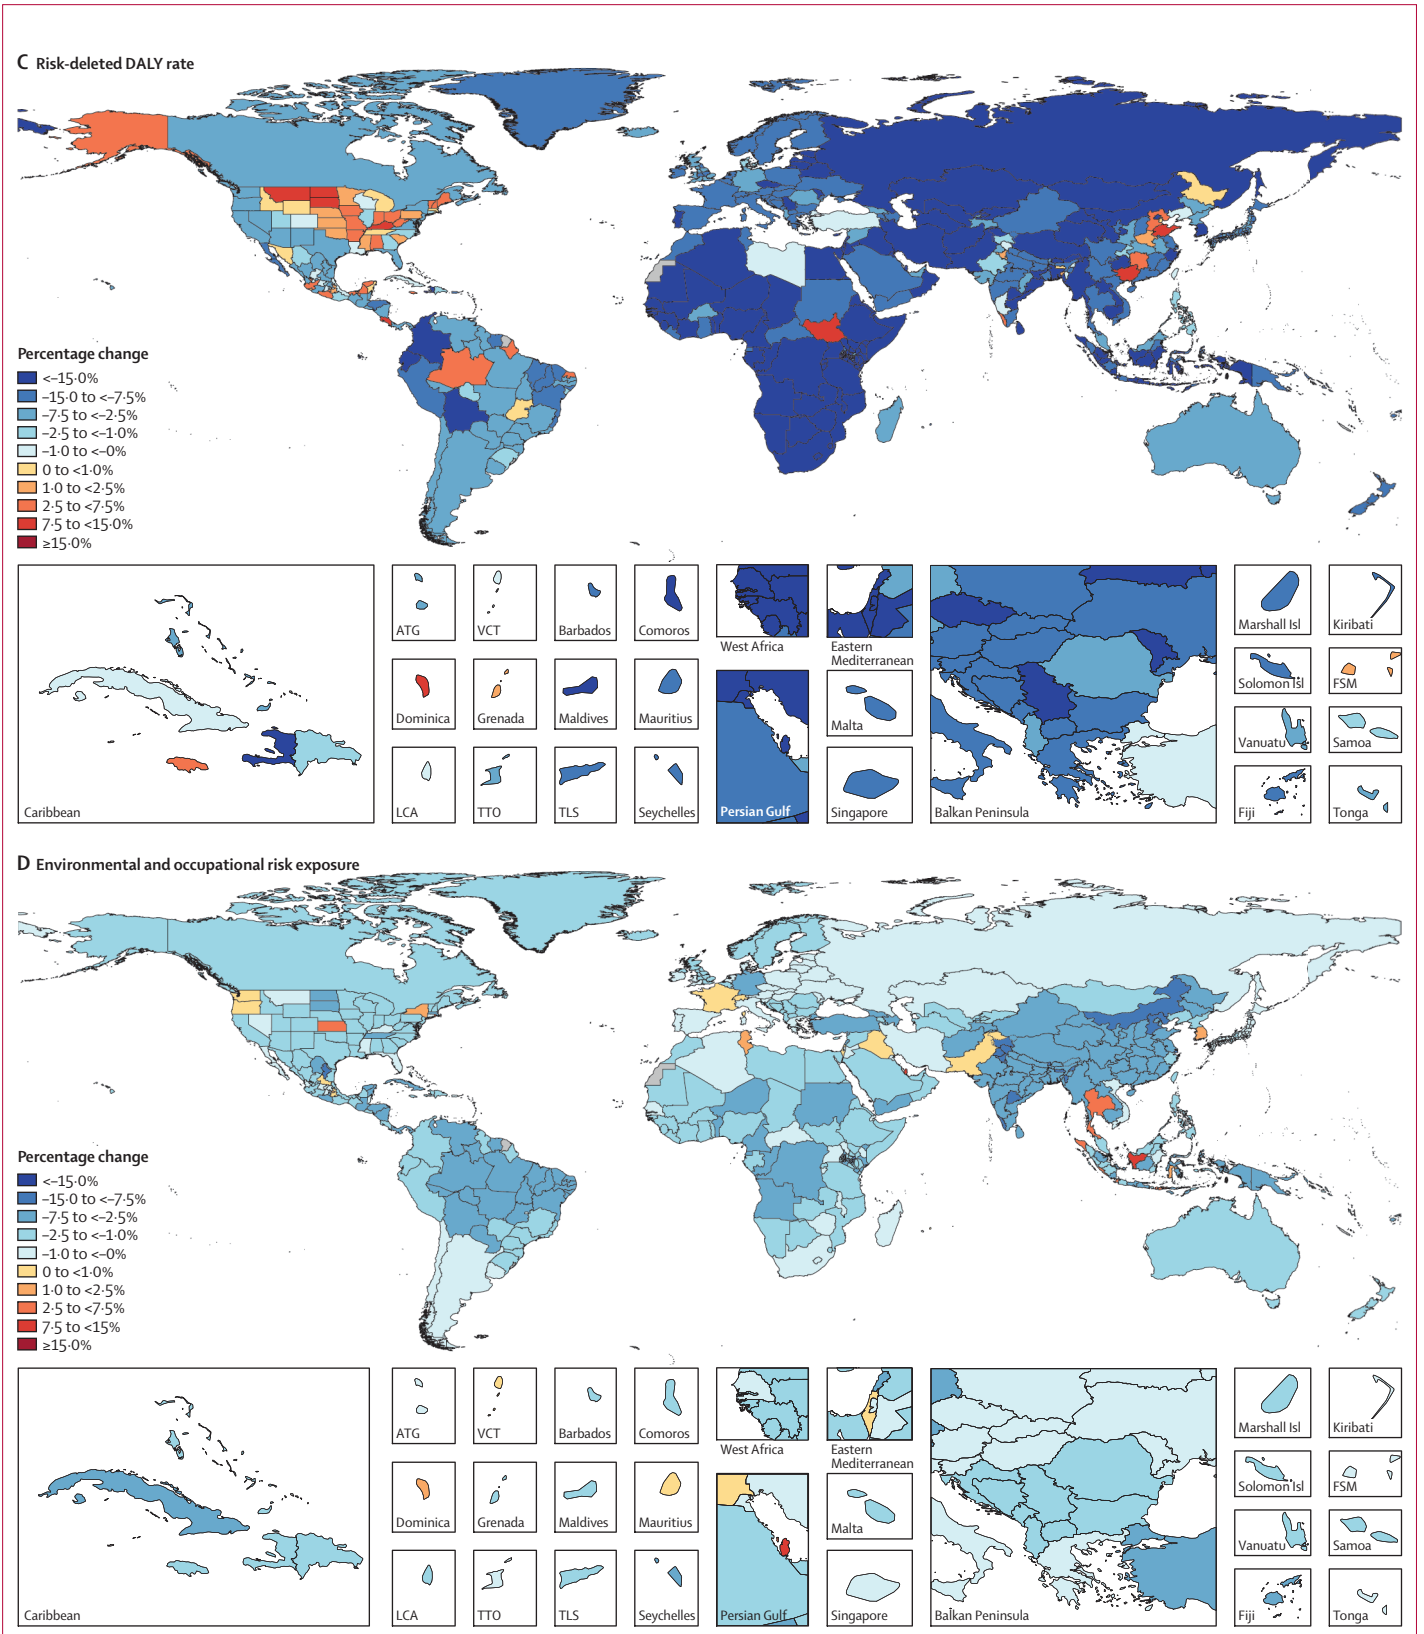 C Risk-deleted DALY rate
Percentage change
<–15·0%
–15·0 to <–7·5%
–7·5 to <–2·5%
–2·5 to <–1·0%
–1·0 to <–0%
0 to <1·0%
1·0 to <2·5%
2·5 to <7·5%
7·5 to <15·0%
≥15·0%
Caribbean
ATG
VCT
Barbados
Comoros
Dominica
Grenada
Maldives
Mauritius
LCA
TTO
TLS
Seychelles
West Africa
Eastern
Mediterranean
Persian Gulf
Malta
Singapore
Balkan Peninsula
Marshall Isl
Kiribati
Solomon Isl
FSM
Vanuatu
Samoa
Fiji
Tonga
D Environmental and occupational risk exposure
Percentage change
<–15·0%
–15·0 to <–7·5%
–7·5 to <–2·5%
–2·5 to <–1·0%
–1·0 to <–0%
0 to <1·0%
1·0 to <2·5%
2·5 to <7·5%
7·5 to <15%
≥15·0%
Caribbean
ATG
VCT
Barbados
Comoros
Dominica
Grenada
Maldives
Mauritius
LCA
TTO
TLS
Seychelles
West Africa
Eastern
Mediterranean
Persian Gulf
Malta
Singapore
Balkan Peninsula
Marshall Isl
Kiribati
Solomon Isl
FSM
Vanuatu
Samoa
Fiji
Tonga